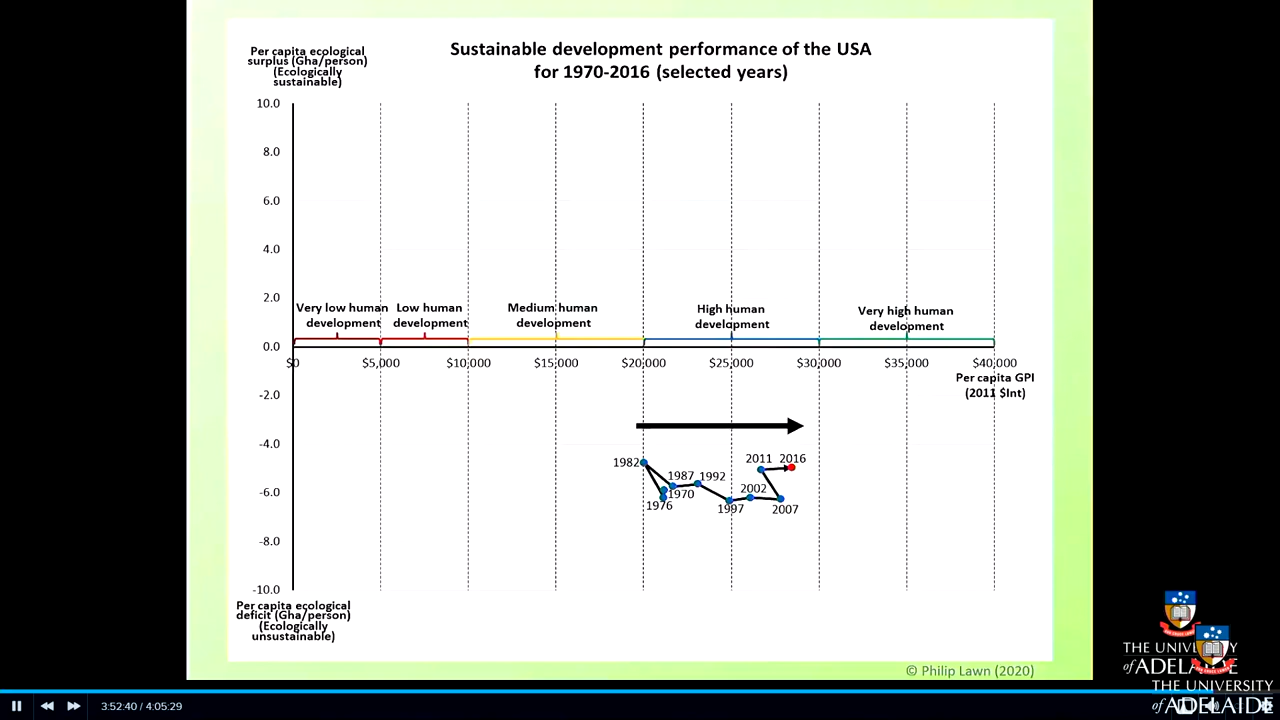 Sustainable development performance of the USA
for 1970-2016 (selected years)
Per capita ecological
surplus (Gha/person)
(Ecologically
sustainable)
10.0
8.0
6.0
4.0
2.0
0.0
-2.0
-4.0
-6.0
-8.0
-10.0
Very low human
development
Low human
development
Medium human
development
High human
development
Very high human
development
$0
$5,000
$10,000
$15,000
$20,000
$25,000
$30,000
$35,000
$40,000
Per capita GPI
(2011 $Int)
1982
1987
1992
1970
1976
1997
2002
2007
2011
2016
Per capita ecological
deficit (Gha/person)
(Ecologically
unsustainable)
© Philip Lawn (2020)
THE UNIVERSITY
of ADELAIDE
THE UNIVERSITY
of ADELAIDE
3:52:40 / 4:05:29